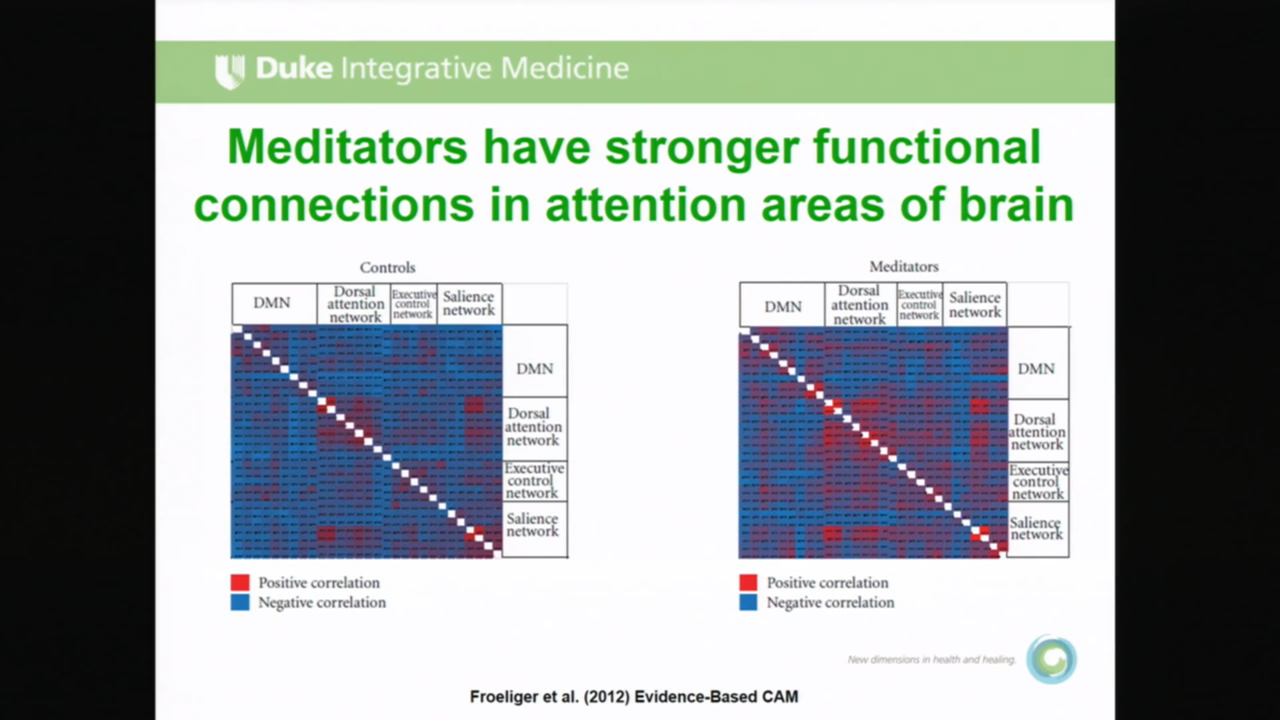 Duke Integrative Medicine
Meditators have stronger functional
connections in attention areas of brain
Controls
DMN
Dorsal
attention
network
Executive
control
network
Salience
network
DMN
Dorsal
attention
network
Executive
control
network
Salience
network
Positive correlation
Negative correlation
Meditators
DMN
Dorsal
attention
network
Executive
control
network
Salience
network
DMN
Dorsal
attention
network
Executive
control
network
Salience
network
Positive correlation
Negative correlation
New dimensions in health and healing.
Froeliger et al. (2012) Evidence-Based CAM